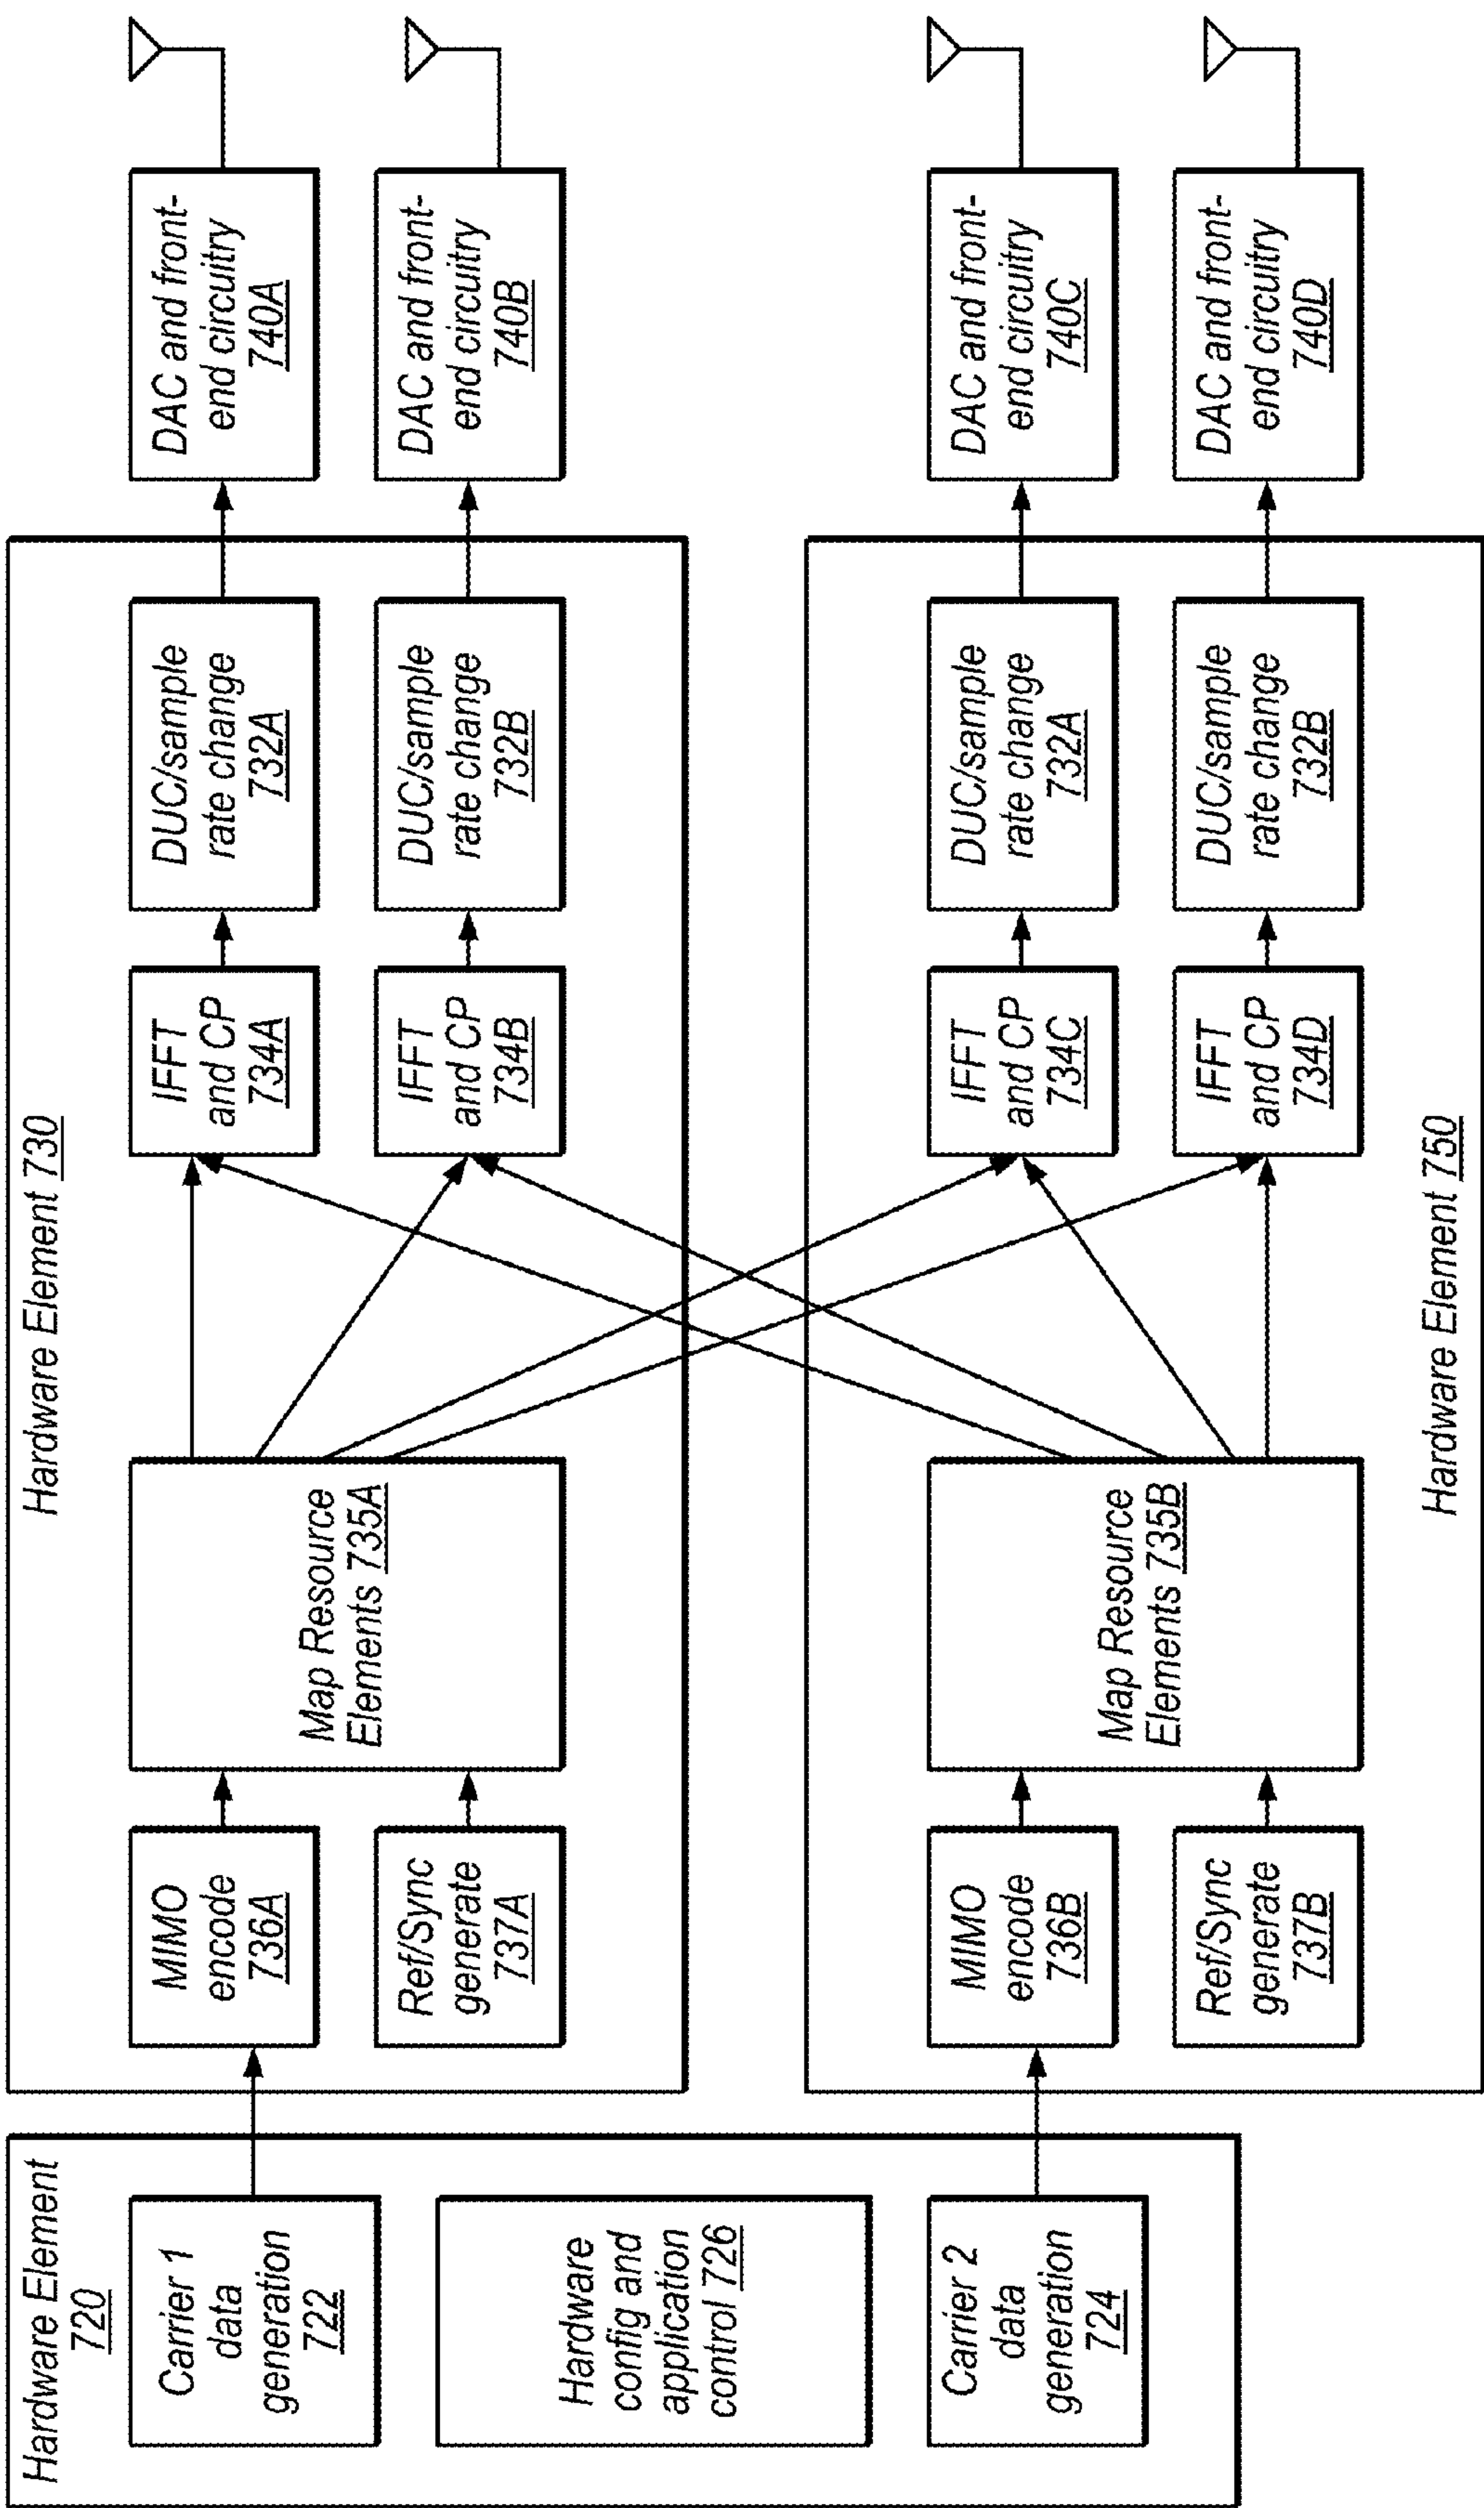 Hardware Element
720
Carrier 1
data
generation
722
Hardware
config and
application
control 726
Carrier 2
data
generation
724
Hardware Element 730
MIMO
encode
736A
Ref/Sync
generate
737A
Map Resource
Elements 735A
IFFT
and CP
734A
IFFT
and CP
734B
DUC/sample
rate change
732A
DUC/sample
rate change
732B
DAC and front-
end circuitry
740A
DAC and front-
end circuitry
740B
MIMO
encode
736B
Ref/Sync
generate
737B
Map Resource
Elements 735B
IFFT
and CP
734C
IFFT
and CP
734D
DUC/sample
rate change
732A
DUC/sample
rate change
732B
DAC and front-
end circuitry
740C
DAC and front-
end circuitry
740D
Hardware Element 750